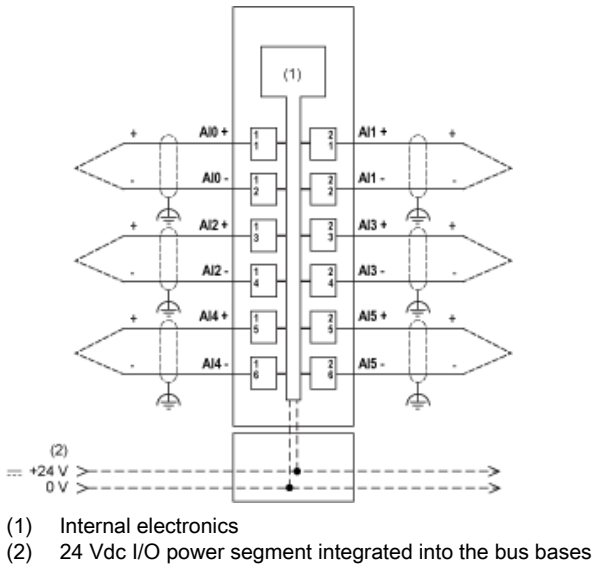 (1)
+ AI0 + 1 1 2 1 AI1 + +
- AI0 - 1 2 2 2 AI1 - -
+ AI2 + 1 3 2 3 AI3 + +
- AI2 - 1 4 2 4 AI3 - -
+ AI4 + 1 5 2 5 AI5 + +
- AI4 - 1 6 2 6 AI5 - -
(2)
+24 V
0 V
(1) Internal electronics
(2) 24 Vdc I/O power segment integrated into the bus bases